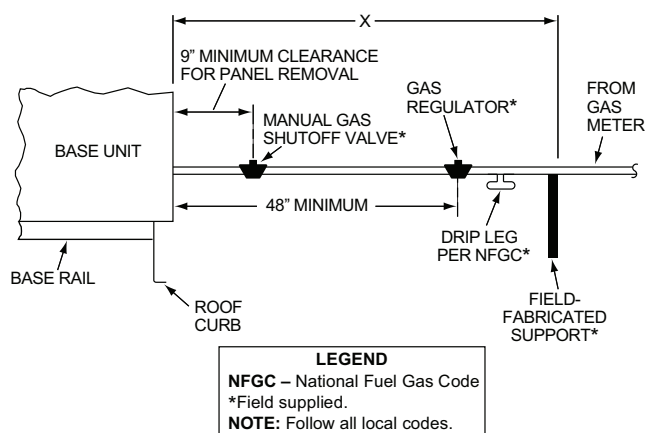 X
9” MINIMUM CLEARANCE
FOR PANEL REMOVAL
BASE UNIT
MANUAL GAS
SHUTOFF VALVE*
GAS
REGULATOR*
FROM
GAS
METER
48” MINIMUM
DRIP LEG
PER NFGC*
BASE RAIL
ROOF
CURB
FIELD-
FABRICATED
SUPPORT*
LEGEND
NFGC – National Fuel Gas Code
*Field supplied.
NOTE: Follow all local codes.